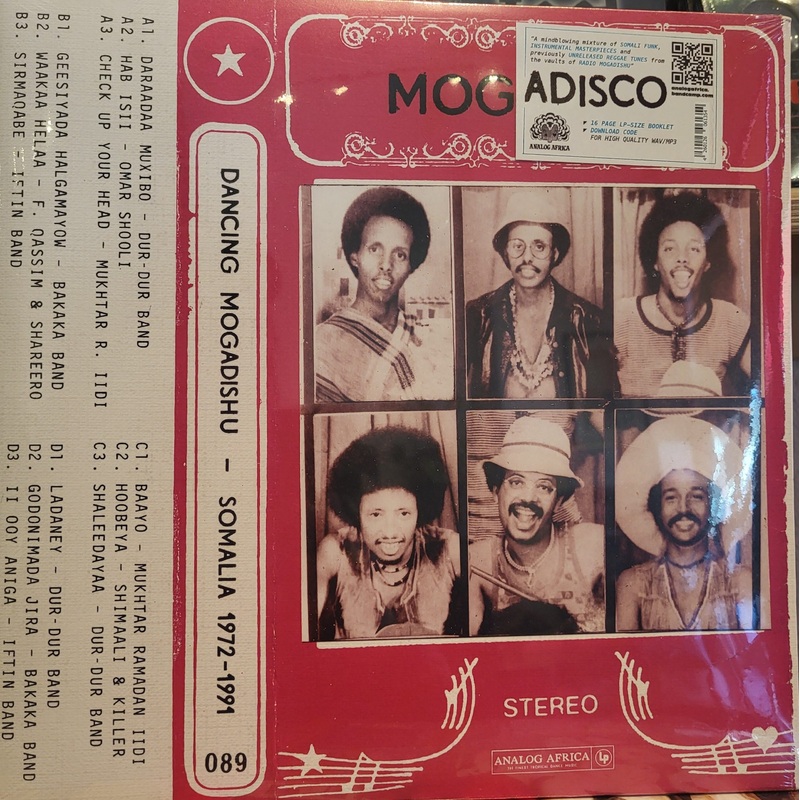 A1. DARAADAA MUXIBO – DUR-DUR BAND
A2. HAB ISII – OMAR SHOOLI
A3. CHECK UP YOUR HEAD – MUKHTAR R. IIDI
B1. GEESIYADA HALGAMAYOW – BAKAKA BAND
B2. WAAKAA HELAA – F. QASSIM & SHAREERO
B3. SIRMAQABE – IFTIN BAND
C1. BAAYO – MUKHTAR RAMADAN IIDI
C2. HOOBEYA – SHIMAALI & KILLER
C3. SHALEEDAYAA – DUR-DUR BAND
D1. LADANEY – DUR-DUR BAND
D2. GODONIMADA JIRA – BAKAKA BAND
D3. II OOY ANIGA – IFTIN BAND
DANCING MOGADISHU – SOMALIA 1972–1991
089
MOGADISCO
"A mindblowing mixture of SOMALI FUNK,
INSTRUMENTAL MASTERPIECES and
previously UNRELEASED REGGAE TUNES from
the vaults of RADIO MOGADISHU"
analogafrica.
bandcamp.com
16 PAGE LP-SIZE BOOKLET
DOWNLOAD CODE
FOR HIGH QUALITY WAV/MP3
ANALOG AFRICA
STEREO
ANALOG AFRICA
Lp